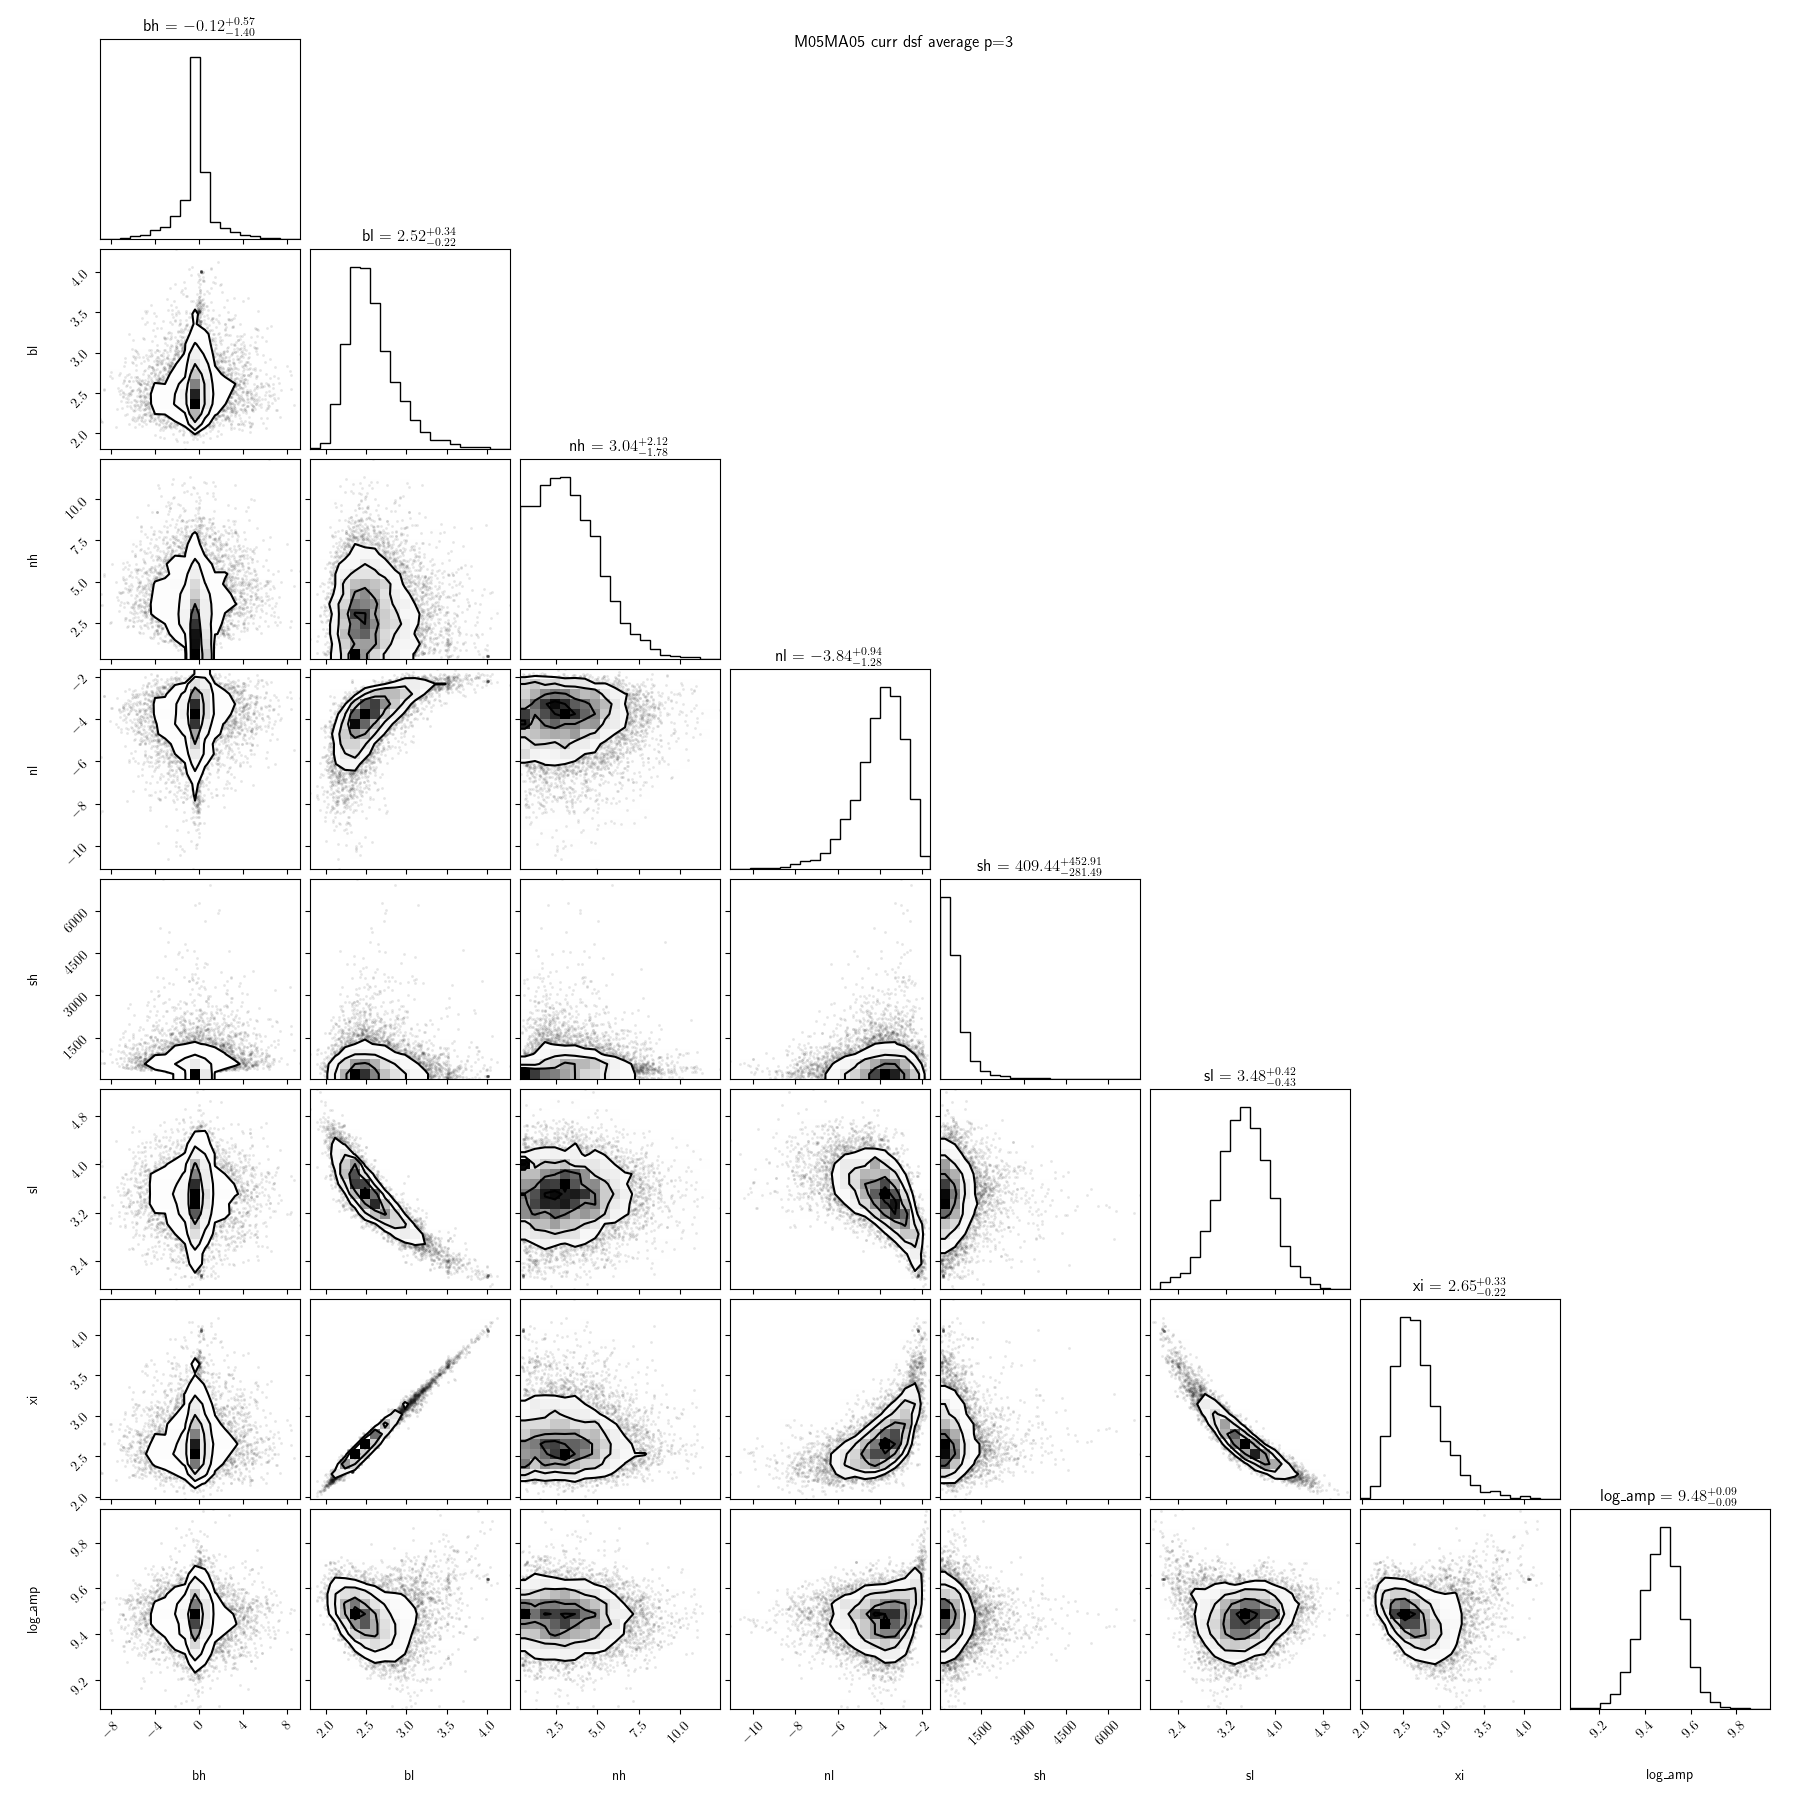 M05MA05 curr dsf average p=3
bh = −0.12^{+0.57}_{−1.40}
bl = 2.52^{+0.34}_{−0.22}
4.0
3.5
3.0
2.5
2.0
bl
nh = 3.04^{+2.12}_{−1.78}
10.0
7.5
5.0
2.5
nh
nl = −3.84^{+0.94}_{−1.28}
−2
−4
−6
−8
−10
nl
sh = 409.44^{+452.91}_{−281.49}
6000
4500
3000
1500
sh
sl = 3.48^{+0.42}_{−0.43}
4.8
4.0
3.2
2.4
sl
xi = 2.65^{+0.33}_{−0.22}
4.0
3.5
3.0
2.5
2.0
xi
log_amp = 9.48^{+0.09}_{−0.09}
9.8
9.6
9.4
9.2
log_amp
−8 −4 0 4 8 2.0 2.5 3.0 3.5 4.0 2.5 5.0 7.5 10.0 −10 −8 −6 −4 −2 1500 3000 4500 6000 2.4 3.2 4.0 4.8 2.0 2.5 3.0 3.5 4.0 9.2 9.4 9.6 9.8
bh bl nh nl sh sl xi log_amp